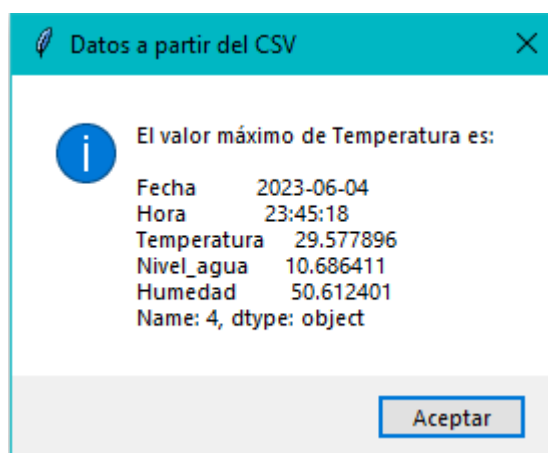 Datos a partir del CSV
El valor máximo de Temperatura es:
Fecha 2023-06-04
Hora 23:45:18
Temperatura 29.577896
Nivel_agua 10.686411
Humedad 50.612401
Name: 4, dtype: object
Aceptar